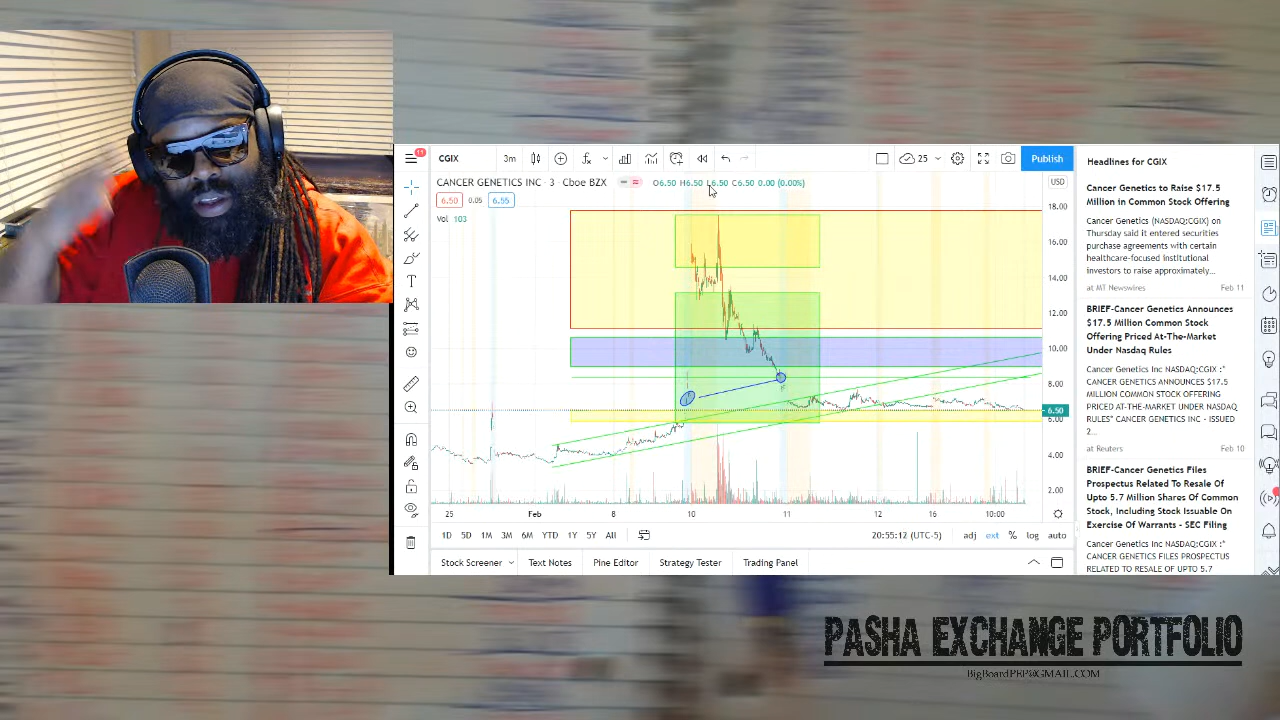 11
CGIX
3m
25
Publish
CANCER GENETICS INC · 3 · Cboe BZX
O6.50 H6.50 L6.50 C6.50 0.00 (0.00%)
6.50
0.05
6.55
Vol 103
USD
18.00
16.00
14.00
12.00
10.00
8.00
6.50
6.00
4.00
2.00
25
Feb
8
10
11
12
16
10:00
1D
5D
1M
3M
6M
YTD
1Y
5Y
All
20:55:12 (UTC-5)
adj
ext
%
log
auto
Stock Screener
Text Notes
Pine Editor
Strategy Tester
Trading Panel
Headlines for CGIX
Cancer Genetics to Raise $17.5
Million in Common Stock
Offering
Cancer Genetics (NASDAQ:CGIX) on
Thursday said it entered securities
purchase agreements with certain
healthcare-focused institutional
investors to raise approximately...
at MT Newswires
Feb 11
BRIEF-Cancer Genetics Announces
$17.5 Million Common Stock
Offering Priced At-The-Market
Under Nasdaq Rules
Cancer Genetics Inc NASDAQ:CGIX :*
CANCER GENETICS ANNOUNCES $17.5
MILLION COMMON STOCK OFFERING
PRICED AT-THE-MARKET UNDER
NASDAQ RULES* CANCER GENETICS INC - ISSUED
2...
at Reuters
Feb 10
BRIEF-Cancer Genetics Files
Prospectus Related To Resale Of
Upto 5.7 Million Shares Of Common
Stock, Including Stock Issuable On
Exercise Of Warrants - SEC Filing
Cancer Genetics Inc NASDAQ:CGIX :*
CANCER GENETICS FILES PROSPECTUS
RELATED TO RESALE OF UPTO 5.7
PASHA EXCHANGE PORTFOLIO
BigBoardPEP@GMAIL.COM